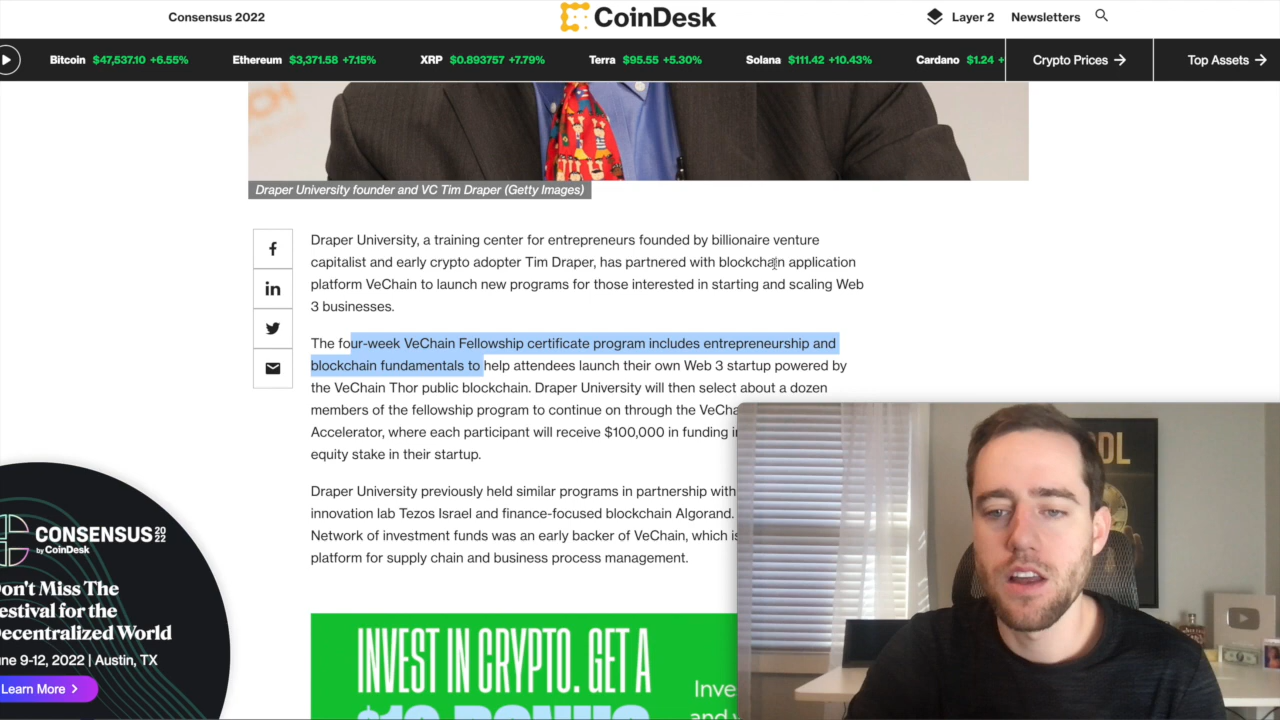 Consensus 2022
CoinDesk
Layer 2
Newsletters
Bitcoin $47,537.10 +6.55%
Ethereum $3,371.58 +7.15%
XRP $0.893757 +7.79%
Terra $95.55 +5.30%
Solana $111.42 +10.43%
Cardano $1.24 +
Crypto Prices
Top Assets
Draper University founder and VC Tim Draper (Getty Images)
Draper University, a training center for entrepreneurs founded by billionaire venture
capitalist and early crypto adopter Tim Draper, has partnered with blockchain application
platform VeChain to launch new programs for those interested in starting and scaling Web
3 businesses.
The four-week VeChain Fellowship certificate program includes entrepreneurship and
blockchain fundamentals to help attendees launch their own Web 3 startup powered by
the VeChain Thor public blockchain. Draper University will then select about a dozen
members of the fellowship program to continue on through the VeCha
Accelerator, where each participant will receive $100,000 in funding in
equity stake in their startup.
Draper University previously held similar programs in partnership with
innovation lab Tezos Israel and finance-focused blockchain Algorand.
Network of investment funds was an early backer of VeChain, which is
platform for supply chain and business process management.
CONSENSUS 2022
by CoinDesk
Don't Miss The
estival for the
Decentralized World
une 9-12, 2022 | Austin, TX
Learn More
INVEST IN CRYPTO. GET A
$10 BONUS
Inve
and
DL